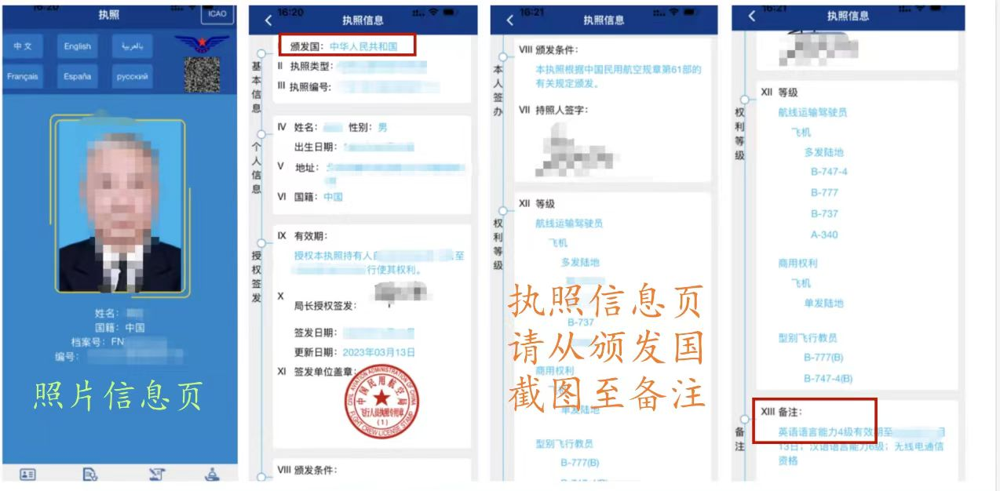 16:20
执照
ICAO
中文
English
بالعربية
Français
España
русский
姓名：
国籍：中国
档案号：FN
编号：
照片信息页
16:20
执照信息
颁发国：中华人民共和国
II 执照类型：
III 执照编号：
基本信息
IV 姓名： 性别：男
出生日期：
V 地址：
VI 国籍：中国
个人信息
IX 有效期：
授权本执照持有人自 至
行使其权利。
X
局长授权签发：
签发日期：
更新日期：2023年03月13日
XI 签发单位盖章：
授权签发
CIVIL AVIATION ADMINISTRATION OF CHINA
中国民用航空局
飞行人员执照专用章
(1)
FLIGHT CREW LICENSE STAMP
VIII 颁发条件：
16:21
执照信息
VIII 颁发条件：
本执照根据中国民用航空规章第61部的
有关规定颁发。
VII 持照人签字：
本人签办
XII 等级
航线运输驾驶员
飞机
多发陆地
B-737
商用权利
飞机
单发陆地
型别飞行教员
B-777(B)
B-747-4(B)
权利等级
执照信息页
请从颁发国
截图至备注
16:21
执照信息
XII 等级
航线运输驾驶员
飞机
多发陆地
B-747-4
B-777
B-737
A-340
商用权利
飞机
单发陆地
型别飞行教员
B-777(B)
B-747-4(B)
权利等级
XIII 备注：
英语语言能力4级有效期至 月
13日；汉语语言能力6级；无线电通信
资格
备注